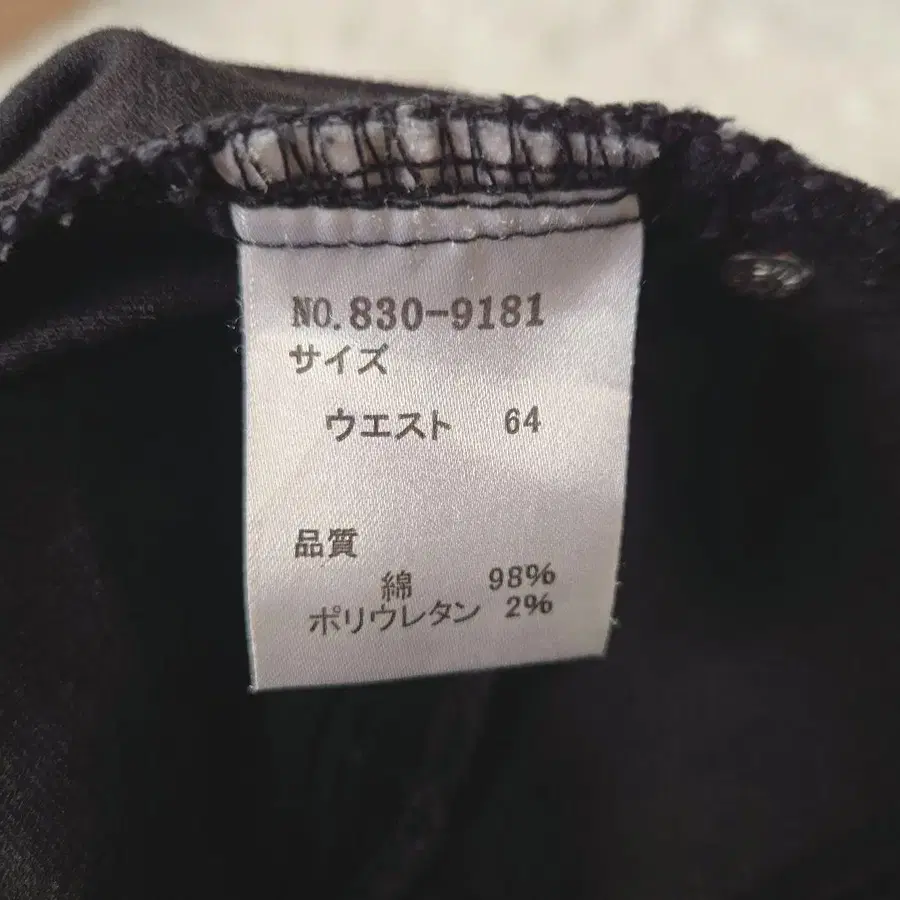 NO.830-9181
サイズ
ウエスト 64
品質
綿 98%
ポリウレタン 2%